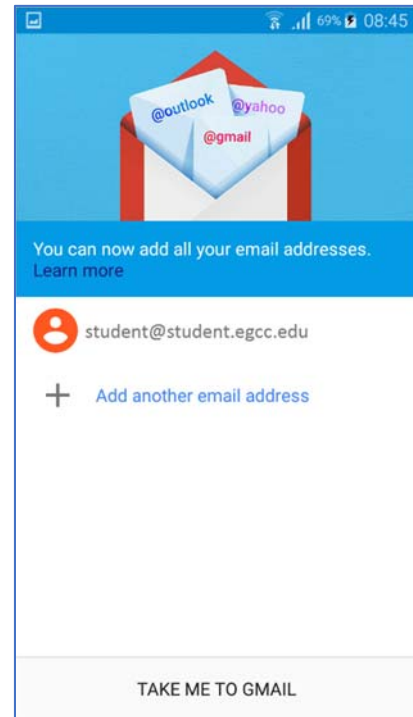 69% 08:45
@outlook @yahoo
@gmail
You can now add all your email addresses.
Learn more
student@student.egcc.edu
Add another email address
TAKE ME TO GMAIL